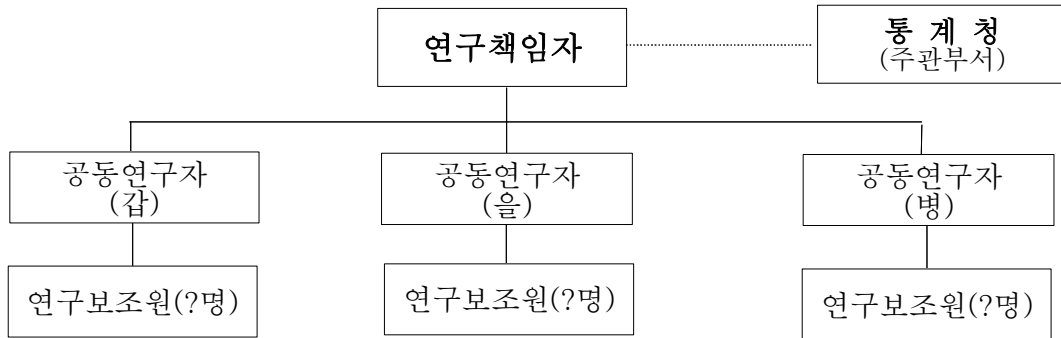 연구책임자
통 계 청
(주관부서)
공동연구자
(갑)
공동연구자
(을)
공동연구자
(병)
연구보조원(?명)
연구보조원(?명)
연구보조원(?명)